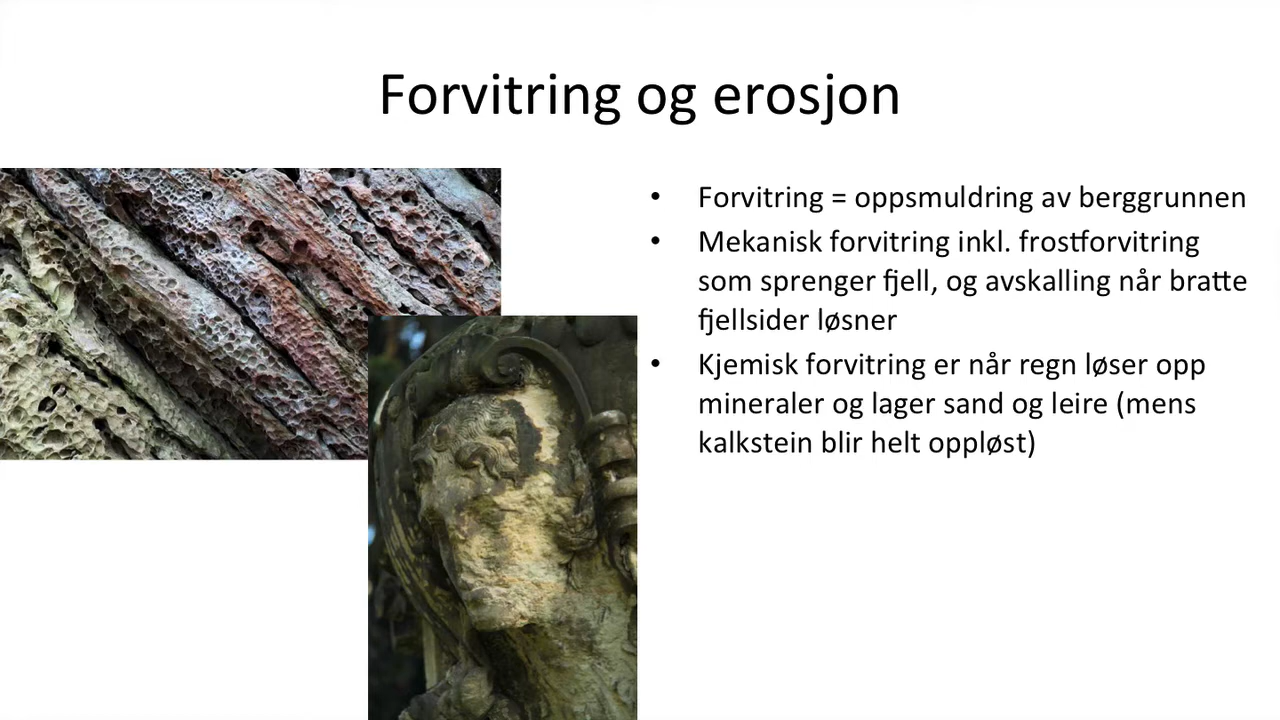 Forvitring og erosjon
• Forvitring = oppsmuldring av berggrunnen
• Mekanisk forvitring inkl. frostforvitring
som sprenger fjell, og avskalling når bratte
fjellsider løsner
• Kjemisk forvitring er når regn løser opp
mineraler og lager sand og leire (mens
kalkstein blir helt oppløst)